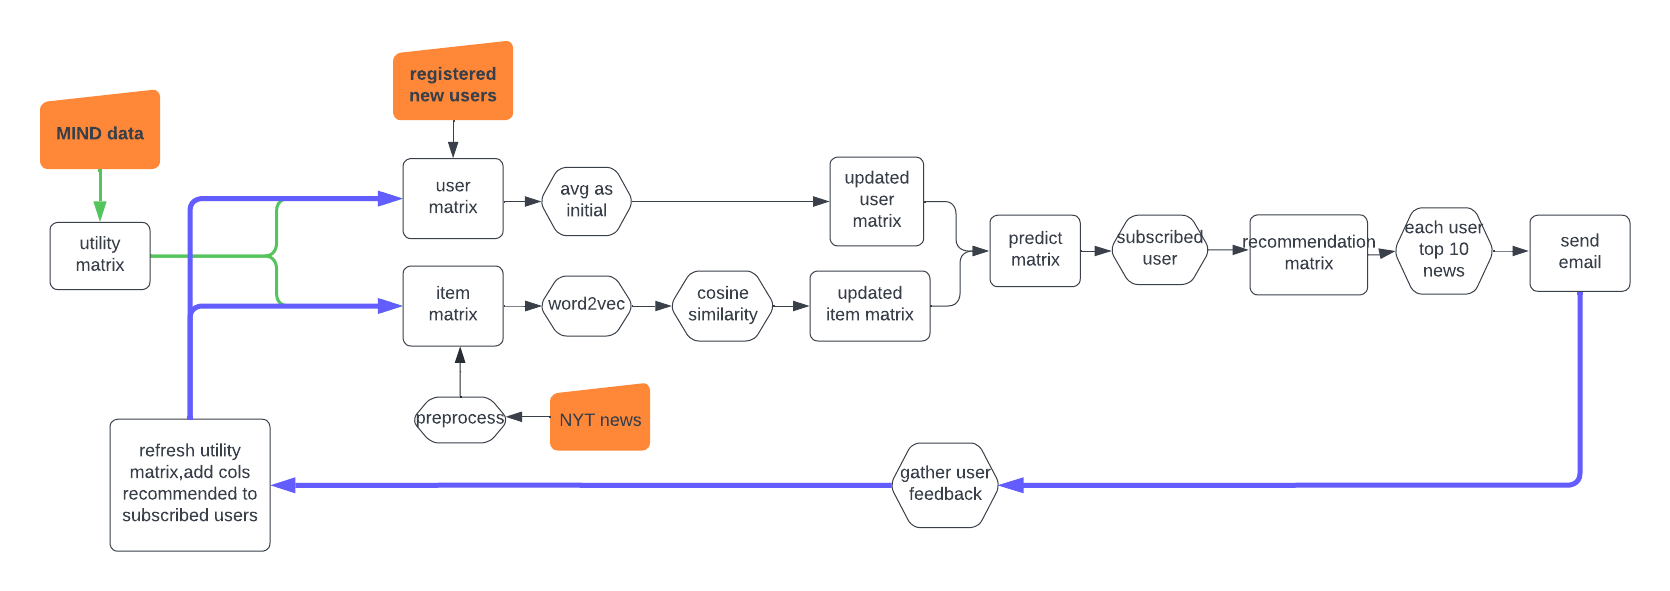 registered
new users
MIND data
utility
matrix
user
matrix
avg as
initial
updated
user
matrix
item
matrix
word2vec
cosine
similarity
updated
item matrix
predict
matrix
subscribed
user
recommendation
matrix
each user
top 10
news
send
email
preprocess
NYT news
gather user
feedback
refresh utility
matrix,add cols
recommended to
subscribed users